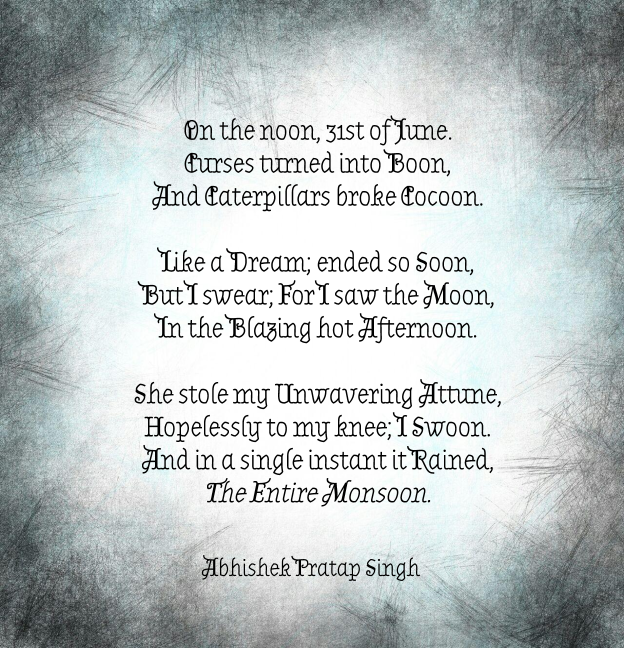 On the noon, 31st of June.
Curses turned into Boon,
And Caterpillars broke Cocoon.
Like a Dream; ended so Soon,
But I swear; For I saw the Moon,
In the Blazing hot Afternoon.
She stole my Unwavering Attune,
Hopelessly to my knee; I Swoon.
And in a single instant it Rained,
The Entire Monsoon.
Abhishek Pratap Singh